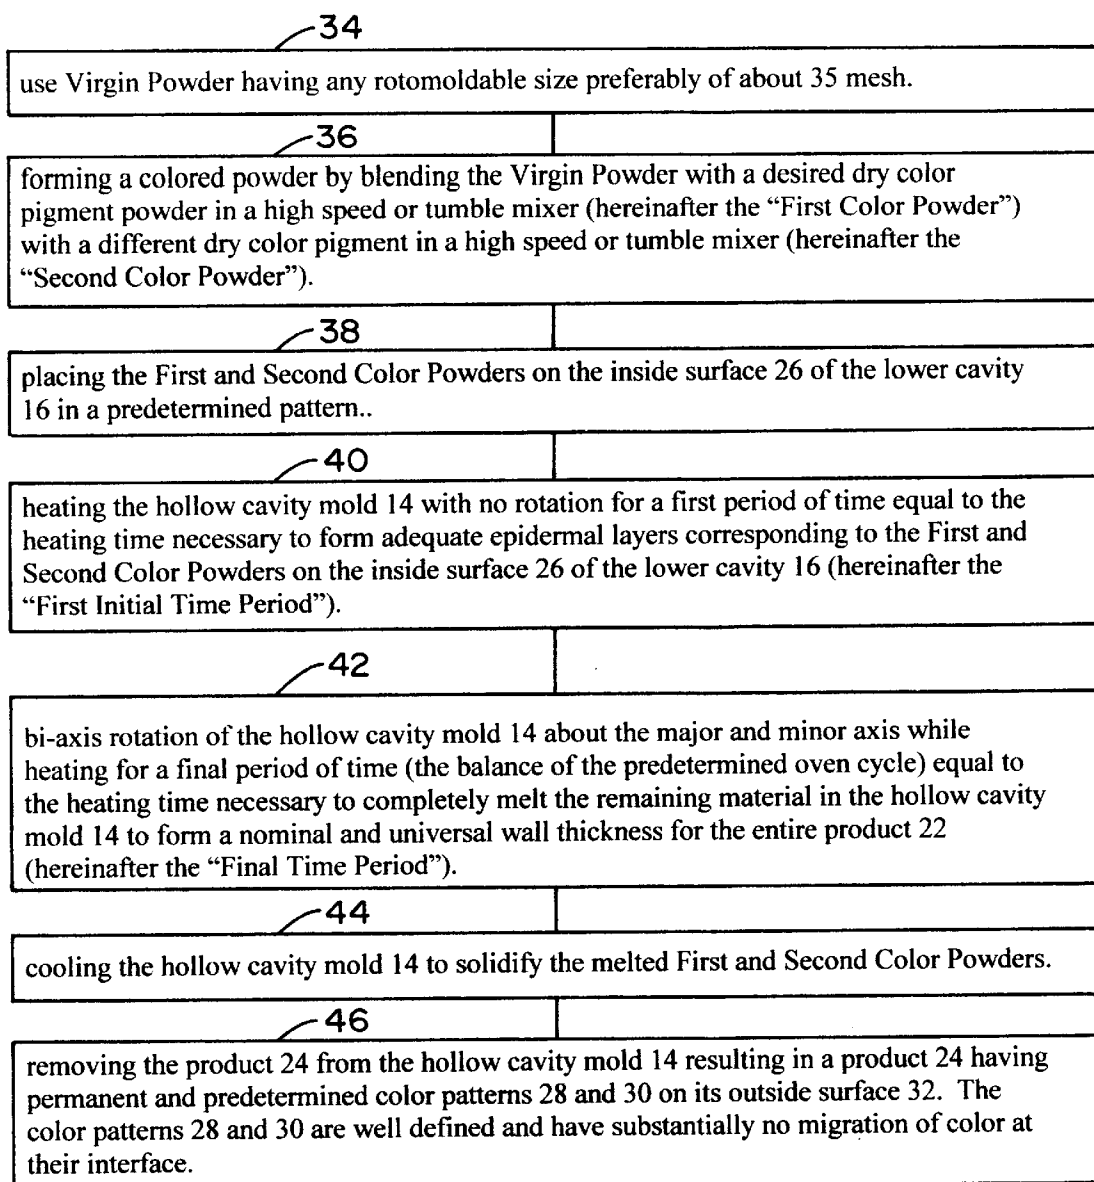 34
use Virgin Powder having any rotomoldable size preferably of about 35 mesh.
36
forming a colored powder by blending the Virgin Powder with a desired dry color
pigment powder in a high speed or tumble mixer (hereinafter the “First Color Powder”)
with a different dry color pigment in a high speed or tumble mixer (hereinafter the
“Second Color Powder”).
38
placing the First and Second Color Powders on the inside surface 26 of the lower cavity
16 in a predetermined pattern..
40
heating the hollow cavity mold 14 with no rotation for a first period of time equal to the
heating time necessary to form adequate epidermal layers corresponding to the First and
Second Color Powders on the inside surface 26 of the lower cavity 16 (hereinafter the
“First Initial Time Period”).
42
bi-axis rotation of the hollow cavity mold 14 about the major and minor axis while
heating for a final period of time (the balance of the predetermined oven cycle) equal to
the heating time necessary to completely melt the remaining material in the hollow cavity
mold 14 to form a nominal and universal wall thickness for the entire product 22
(hereinafter the “Final Time Period”).
44
cooling the hollow cavity mold 14 to solidify the melted First and Second Color Powders.
46
removing the product 24 from the hollow cavity mold 14 resulting in a product 24 having
permanent and predetermined color patterns 28 and 30 on its outside surface 32.  The
color patterns 28 and 30 are well defined and have substantially no migration of color at
their interface.